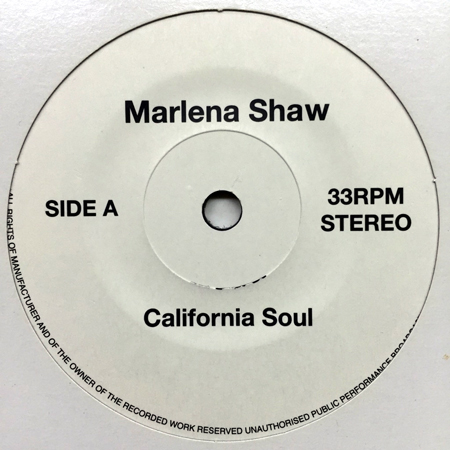 Marlena Shaw
SIDE A
33RPM
STEREO
California Soul
ALL RIGHTS OF MANUFACTURER AND OF THE OWNER OF THE RECORDED WORK RESERVED UNAUTHORISED PUBLIC PERFORMANCE